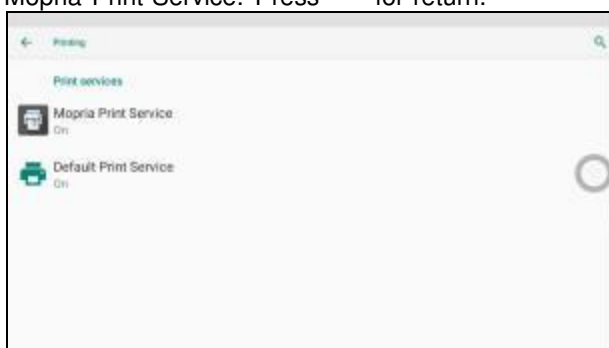 Mopria Print Service. Press for return.
Printing
Print services
Mopria Print Service
On
Default Print Service
On